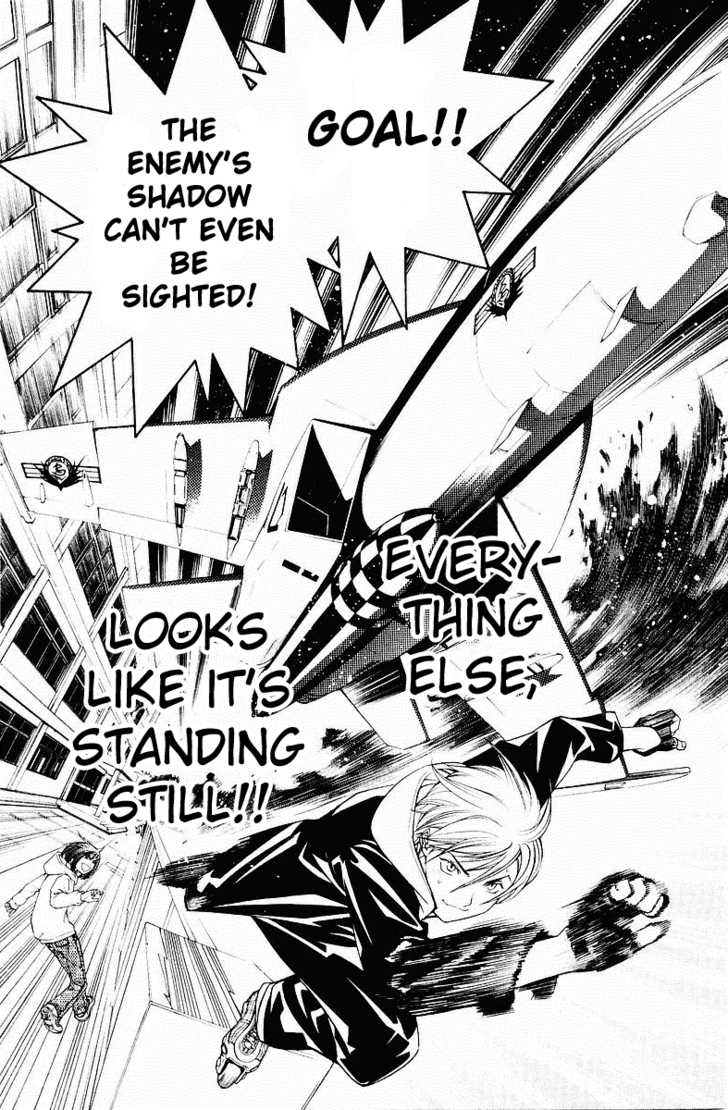 GOAL!!
THE
ENEMY'S
SHADOW
CAN'T EVEN
BE
SIGHTED!
EVERY-
THING
ELSE,
LOOKS
LIKE IT'S
STANDING
STILL!!